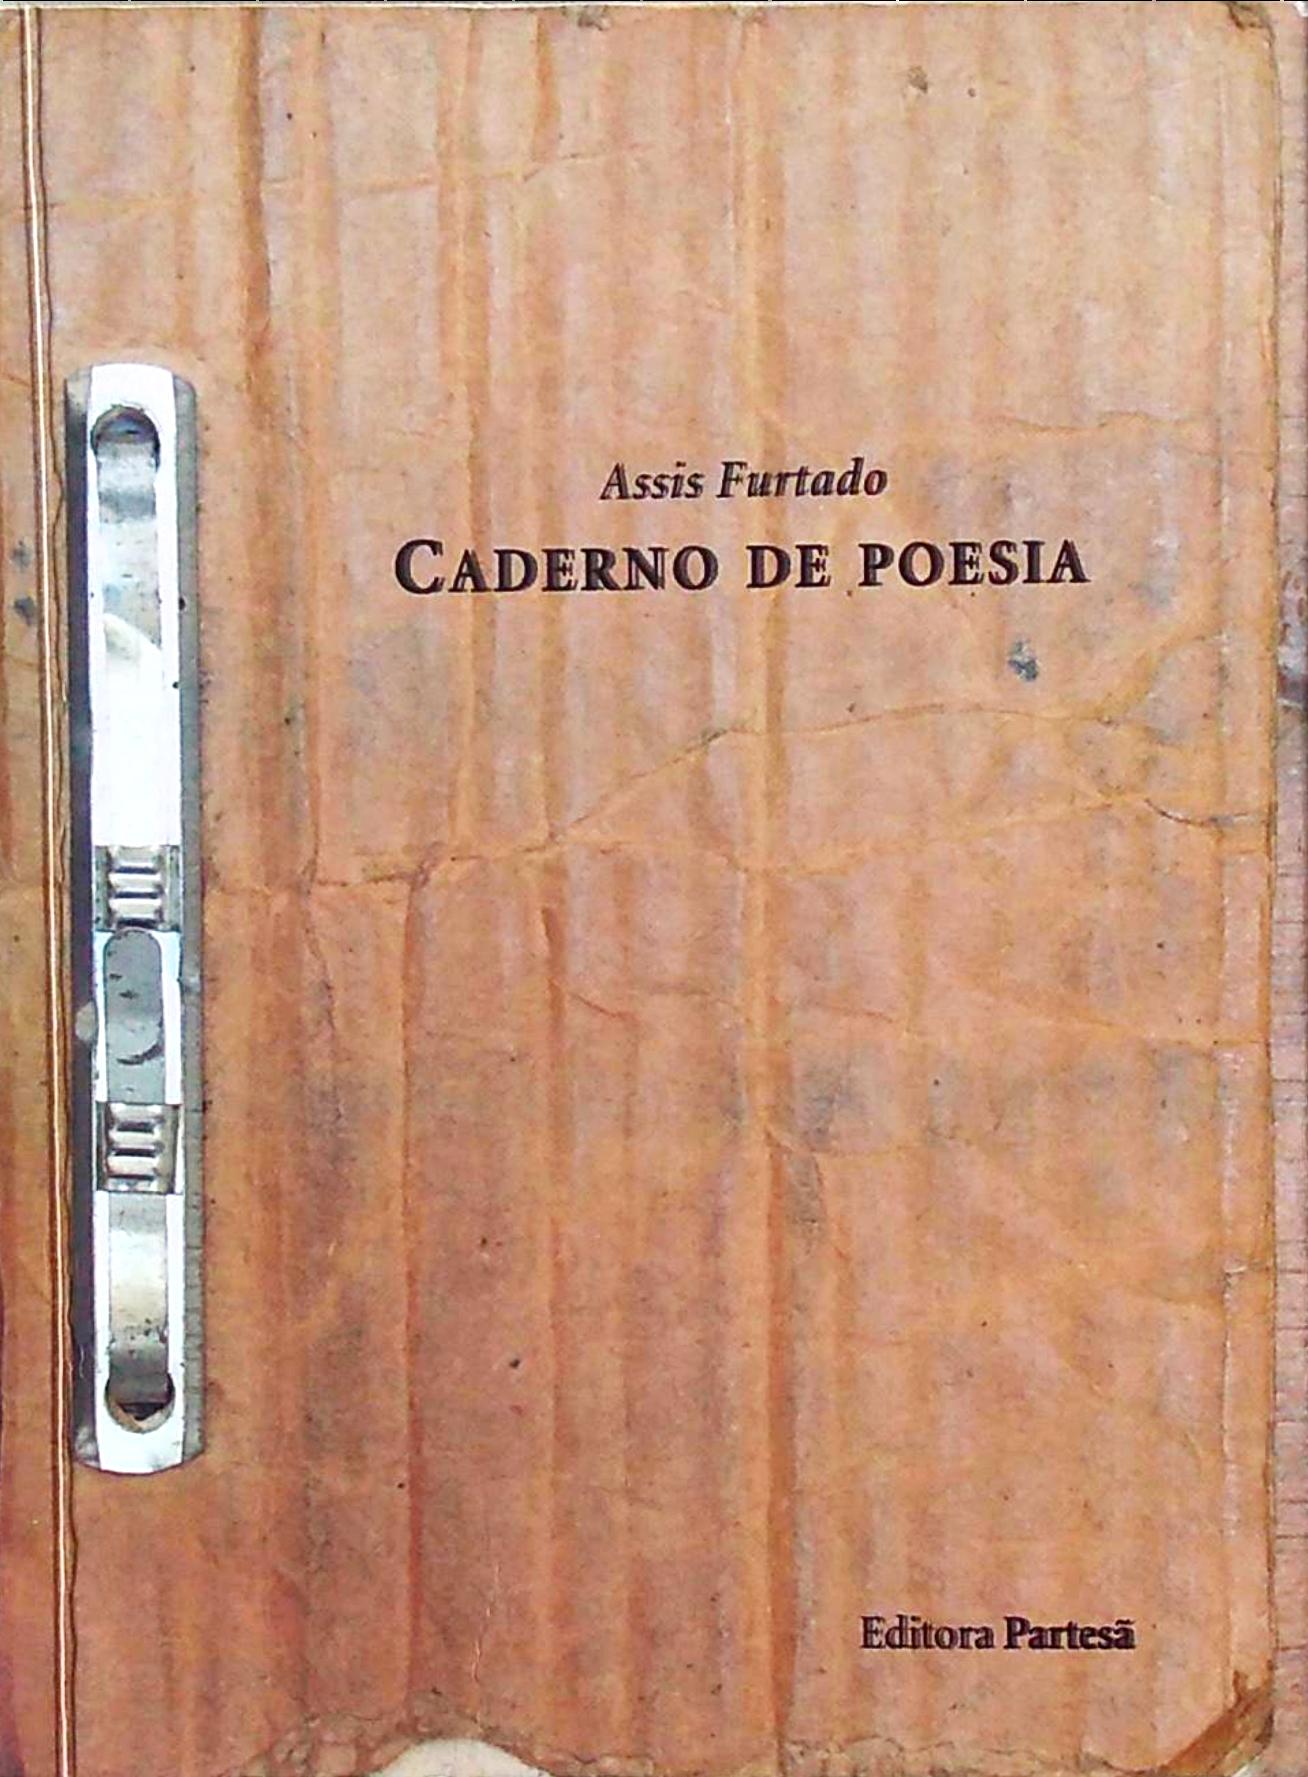 Assis Furtado
CADERNO DE POESIA
Editora Partesã